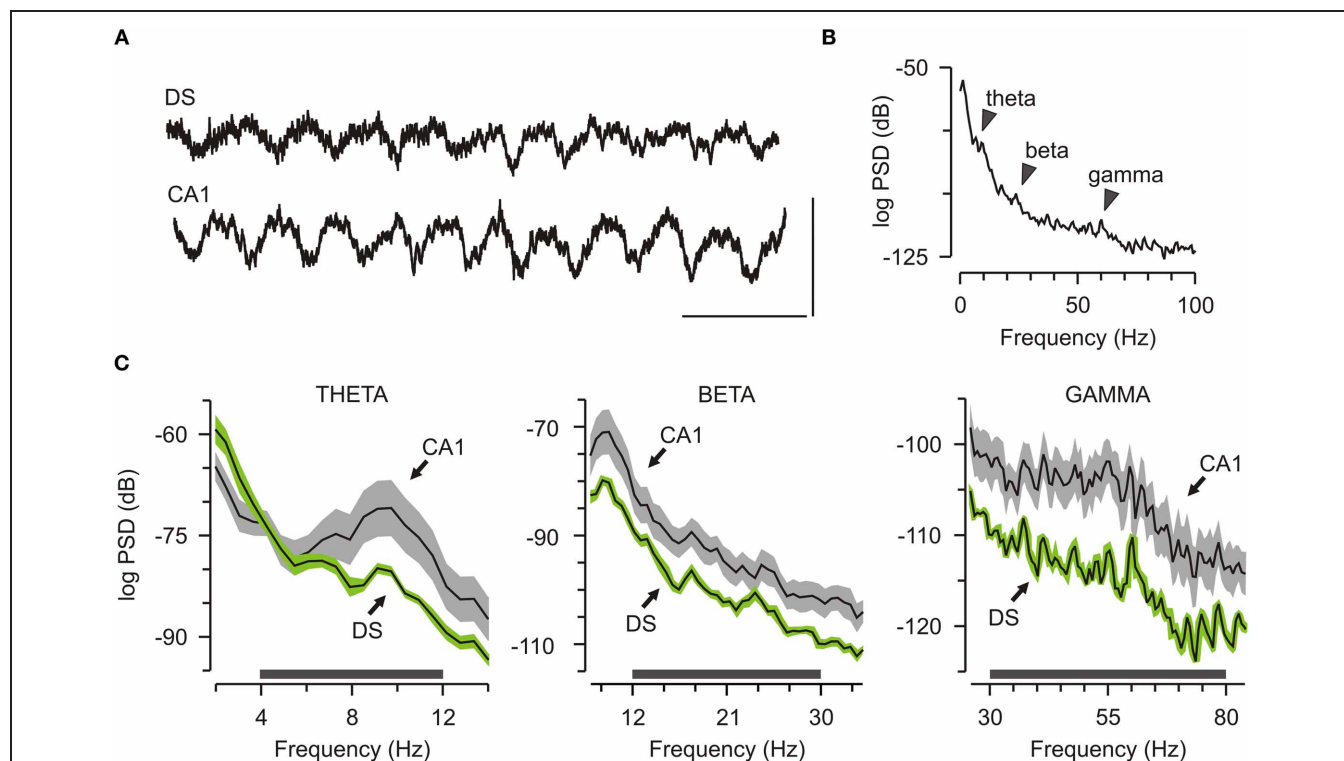 A
DS
CA1
B
-50
log PSD (dB)
-125
theta
beta
gamma
0 50 100
Frequency (Hz)
C
THETA
-60
-75
-90
log PSD (dB)
CA1
DS
4 8 12
Frequency (Hz)
BETA
-70
-90
-110
CA1
DS
12 21 30
Frequency (Hz)
GAMMA
-100
-110
-120
CA1
DS
30 55 80
Frequency (Hz)